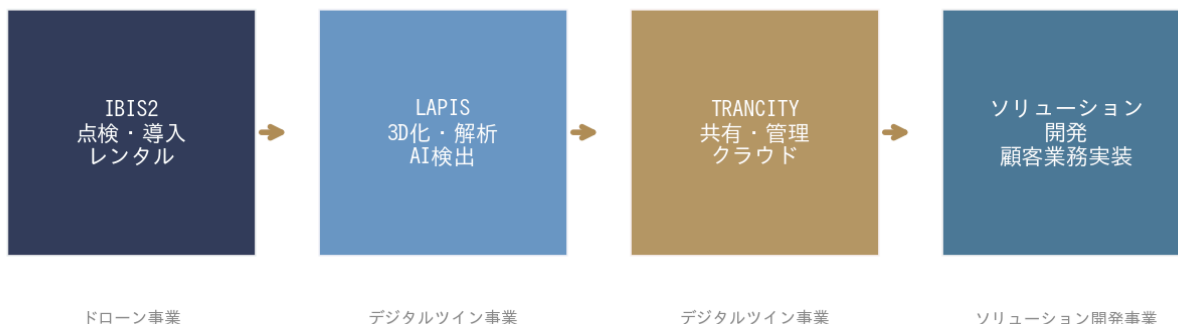 IBIS2
点検・導入
レンタル
LAPIS
3D化・解析
AI検出
TRANCITY
共有・管理
クラウド
ソリューション
開発
顧客業務実装
ドローン事業
デジタルツイン事業
デジタルツイン事業
ソリューション開発事業